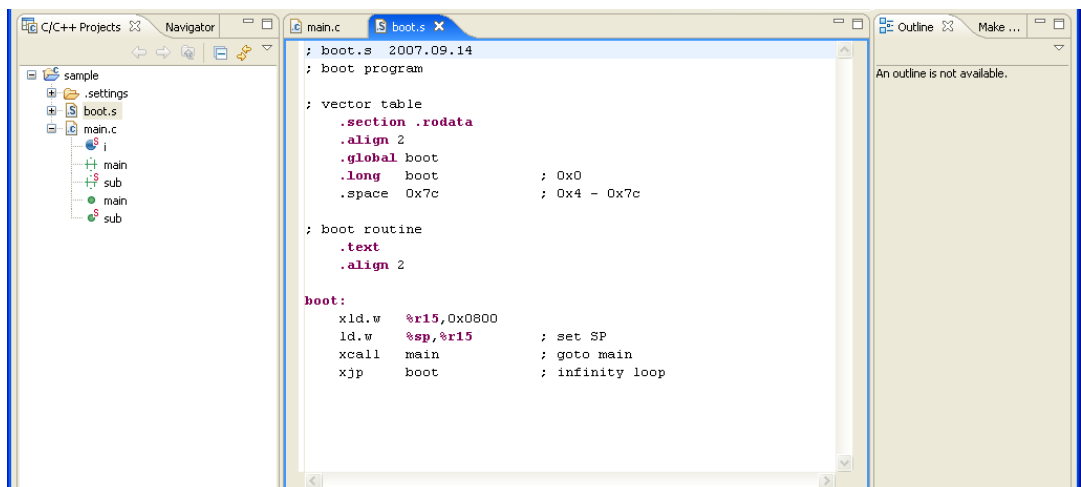 C/C++ Projects Navigator
sample
.settings
boot.s
main.c
i
main
sub
main
sub
main.c boot.s
; boot.s 2007.09.14
; boot program
; vector table
.section .rodata
.align 2
.global boot
.long boot ; 0x0
.space 0x7c ; 0x4 - 0x7c
; boot routine
.text
.align 2
boot:
xld.w %r15,0x0800
ld.w %sp,%r15 ; set SP
xcall main ; goto main
xjp boot ; infinity loop
Outline Make ...
An outline is not available.